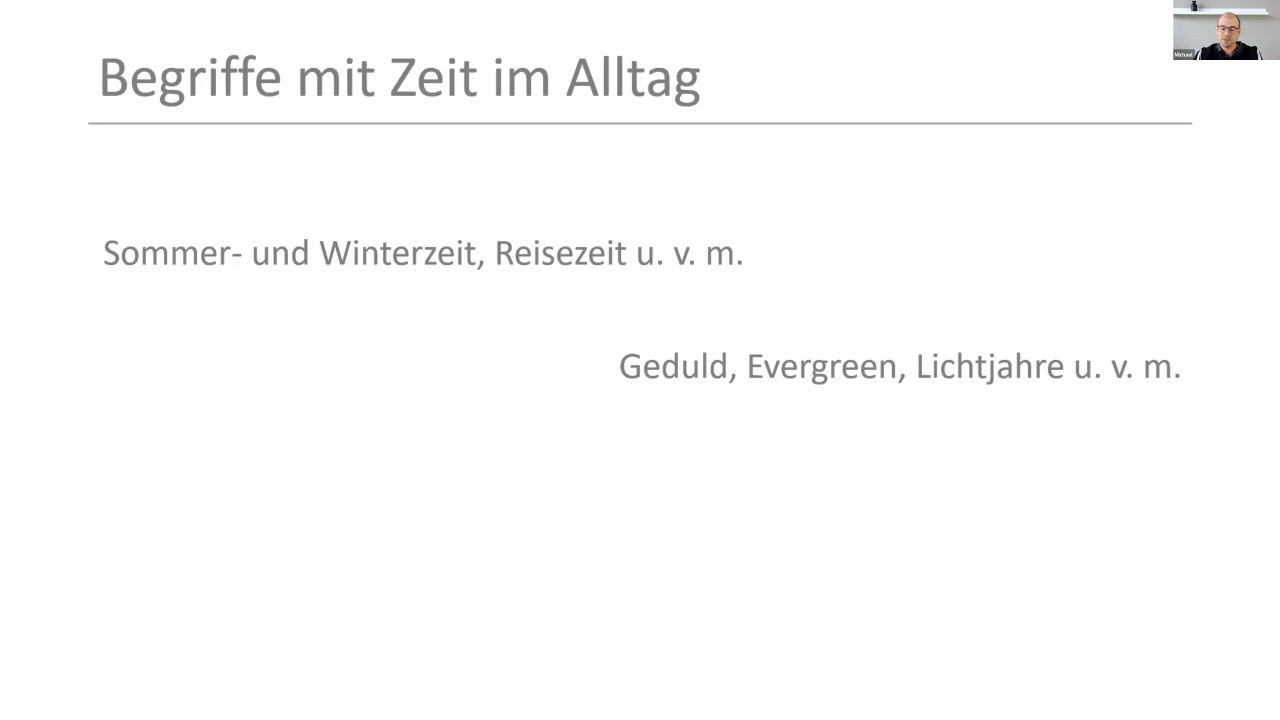 Begriffe mit Zeit im Alltag
Michael
Sommer- und Winterzeit, Reisezeit u. v. m.
Geduld, Evergreen, Lichtjahre u. v. m.